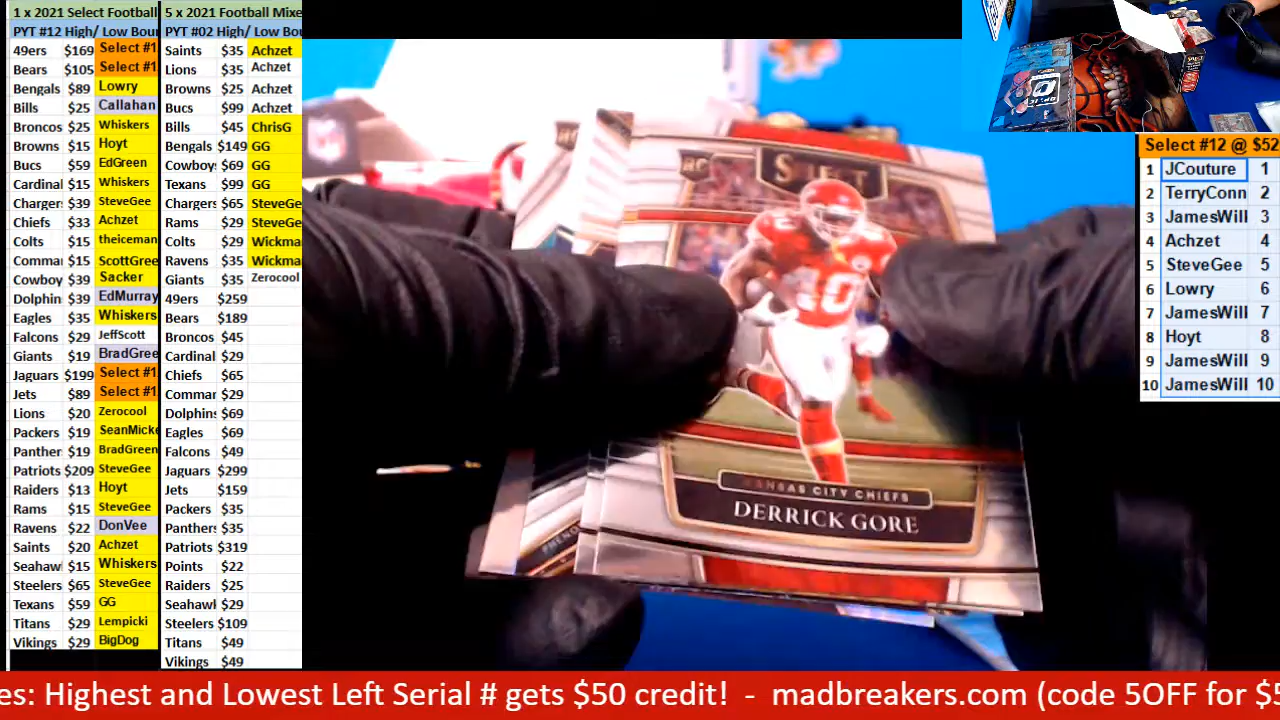 1 x 2021 Select Football
PYT #12 High/ Low Bou
49ers $169 Select #1
Bears $105 Select #1
Bengals $89 Lowry
Bills $25 Callahan
Broncos $25 Whiskers
Browns $15 Hoyt
Bucs $59 EdGreen
Cardinal $15 Whiskers
Charger $39 SteveGee
Chiefs $33 Achzet
Colts $15 theiceman
Comma $15 ScottGree
Cowboy $39 Sacker
Dolphin $39 EdMurray
Eagles $35 Whiskers
Falcons $29 JeffScott
Giants $19 BradGree
Jaguars $199 Select #1
Jets $89 Select #1
Lions $20 Zerocool
Packers $19 SeanMicke
Panther $19 BradGreen
Patriots $209 SteveGee
Raiders $13 Hoyt
Rams $15 SteveGee
Ravens $22 DonVee
Saints $20 Achzet
Seahaw $15 Whiskers
Steelers $65 SteveGee
Texans $59 GG
Titans $29 Lempicki
Vikings $29 BigDog
5 x 2021 Football Mixe
PYT #02 High/ Low Bou
Saints $35 Achzet
Lions $35 Achzet
Browns $25 Achzet
Bucs $99 Achzet
Bills $45 ChrisG
Bengals $149 GG
Cowboys $69 GG
Texans $99 GG
Chargers $65 SteveGe
Rams $29 SteveGe
Colts $29 Wickma
Ravens $35 Wickma
Giants $35 Zerocool
49ers $259
Bears $189
Broncos $45
Cardinal $29
Chiefs $65
Comman $29
Dolphins $69
Eagles $69
Falcons $49
Jaguars $299
Jets $159
Packers $35
Panthers $35
Patriots $319
Points $22
Raiders $25
Seahawk $29
Steelers $109
Titans $49
Vikings $49
RC
SELECT
KANSAS CITY CHIEFS
DERRICK GORE
Select #12 @ $52
1 JCouture 1
2 TerryConn 2
3 JamesWill 3
4 Achzet 4
5 SteveGee 5
6 Lowry 6
7 JamesWill 7
8 Hoyt 8
9 JamesWill 9
10 JamesWill 10
es: Highest and Lowest Left Serial # gets $50 credit! - madbreakers.com (code 5OFF for $5